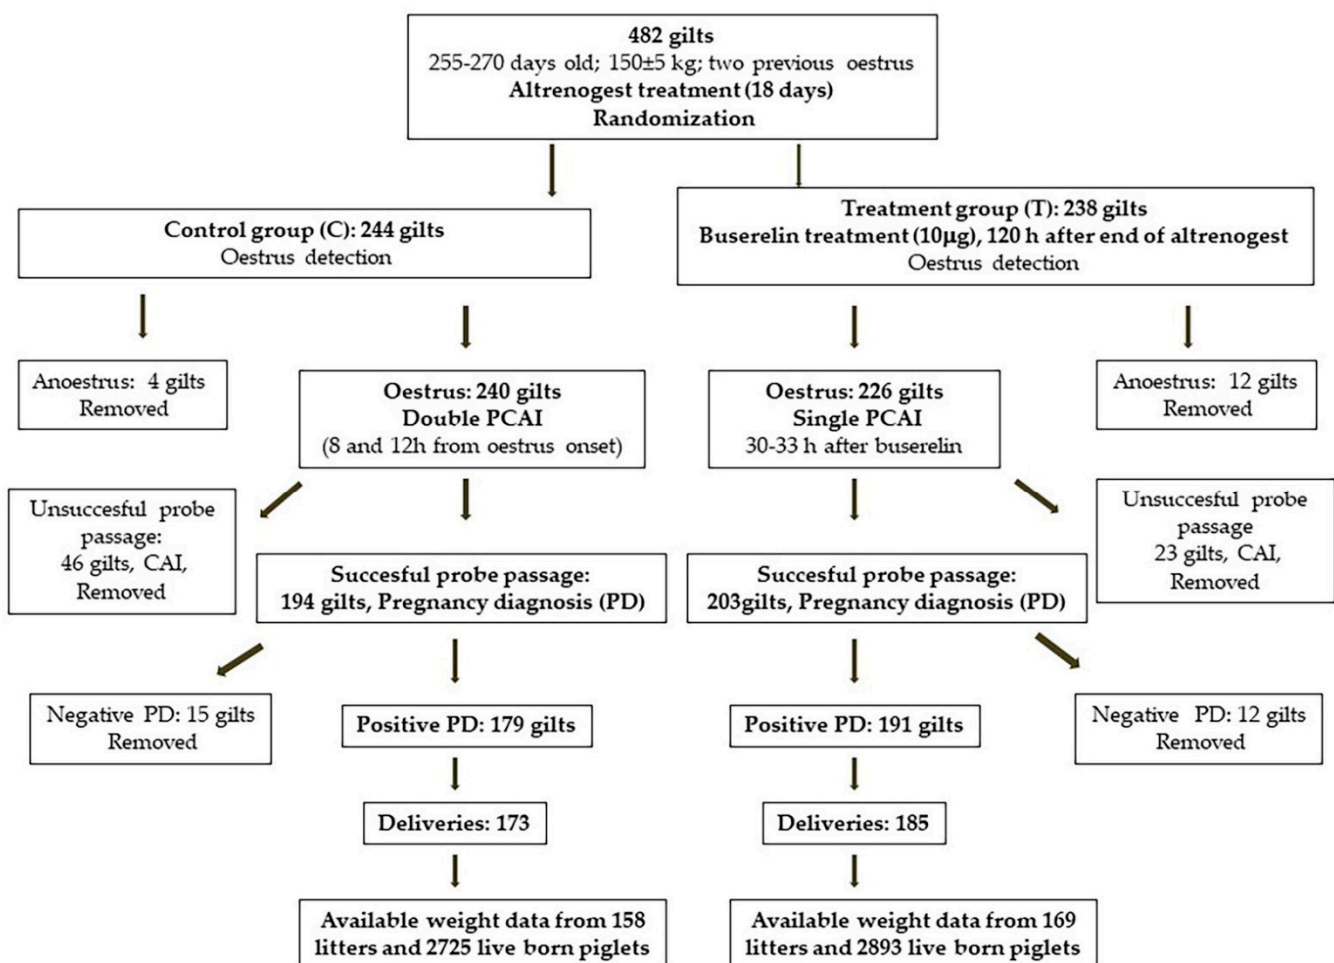 482 gilts
255-270 days old; 150±5 kg; two previous oestrus
Altrenogest treatment (18 days)
Randomization
Control group (C): 244 gilts
Oestrus detection
Treatment group (T): 238 gilts
Buserelin treatment (10µg), 120 h after end of altrenogest
Oestrus detection
Anoestrus: 4 gilts
Removed
Oestrus: 240 gilts
Double PCAI
(8 and 12h from oestrus onset)
Oestrus: 226 gilts
Single PCAI
30-33 h after buserelin
Anoestrus: 12 gilts
Removed
Unsuccesful probe
passage:
46 gilts, CAI,
Removed
Succesful probe passage:
194 gilts, Pregnancy diagnosis (PD)
Succesful probe passage:
203gilts, Pregnancy diagnosis (PD)
Unsuccesful probe
passage
23 gilts, CAI,
Removed
Negative PD: 15 gilts
Removed
Positive PD: 179 gilts
Positive PD: 191 gilts
Negative PD: 12 gilts
Removed
Deliveries: 173
Deliveries: 185
Available weight data from 158
litters and 2725 live born piglets
Available weight data from 169
litters and 2893 live born piglets